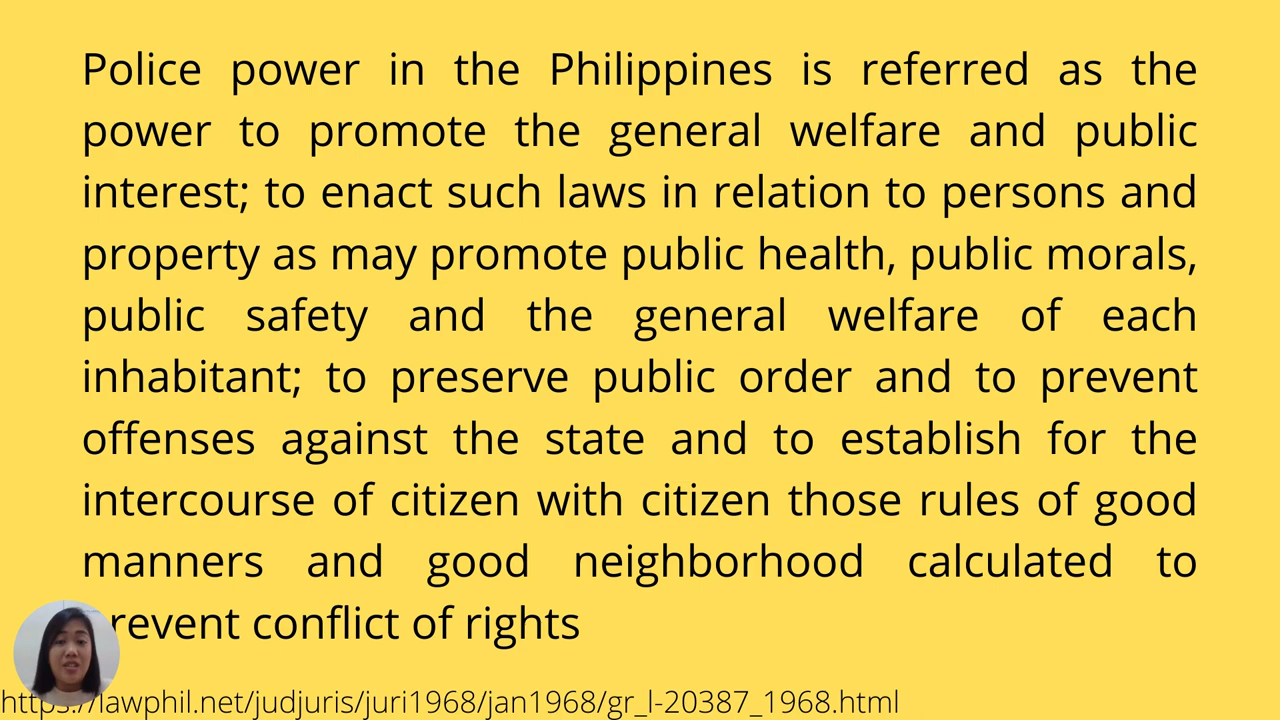 Police power in the Philippines is referred as the
power to promote the general welfare and public
interest; to enact such laws in relation to persons and
property as may promote public health, public morals,
public safety and the general welfare of each
inhabitant; to preserve public order and to prevent
offenses against the state and to establish for the
intercourse of citizen with citizen those rules of good
manners and good neighborhood calculated to
prevent conflict of rights
https://lawphil.net/judjuris/juri1968/jan1968/gr_l-20387_1968.html